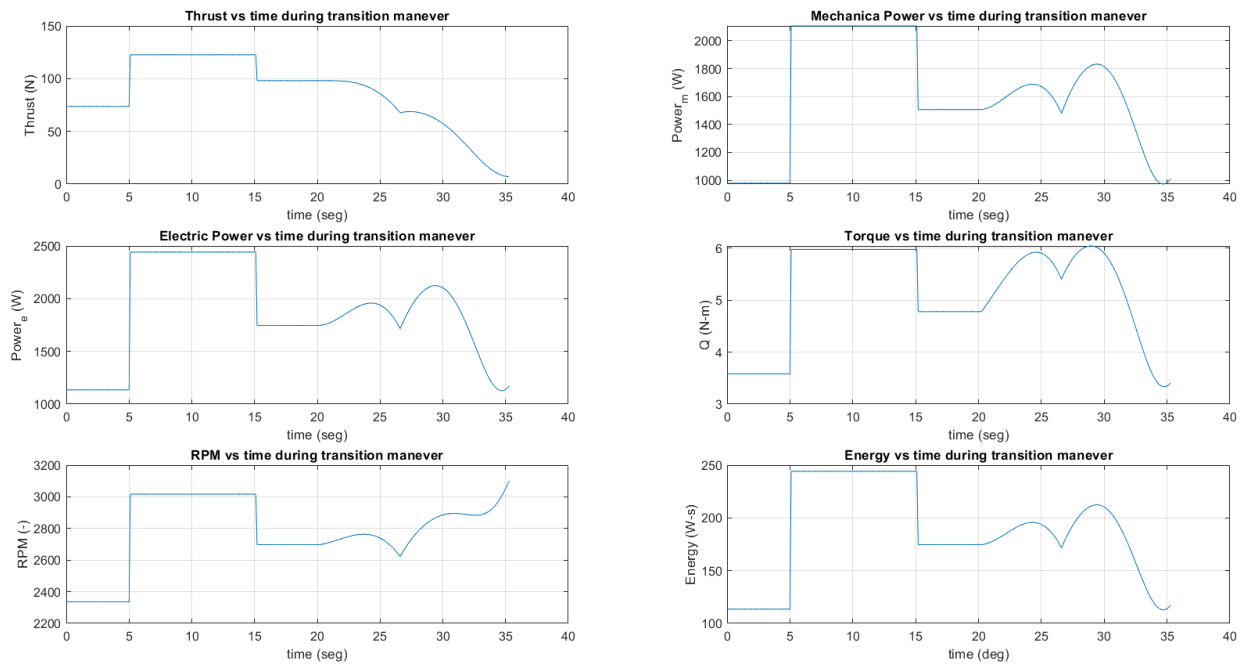 Thrust vs time during transition manever
150
100
50
0
Thrust (N)
0 5 10 15 20 25 30 35 40
time (seg)
Mechanica Power vs time during transition manever
2000
1800
1600
1400
1200
1000
Power_m (W)
0 5 10 15 20 25 30 35 40
time (seg)
Electric Power vs time during transition manever
2500
2000
1500
1000
Power_e (W)
0 5 10 15 20 25 30 35 40
time (seg)
Torque vs time during transition manever
6
5
4
3
Q (N-m)
0 5 10 15 20 25 30 35 40
time (seg)
RPM vs time during transition manever
3200
3000
2800
2600
2400
2200
RPM (-)
0 5 10 15 20 25 30 35 40
time (seg)
Energy vs time during transition manever
250
200
150
100
Energy (W-s)
0 5 10 15 20 25 30 35 40
time (deg)